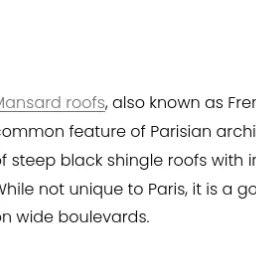 Mansard roofs, also known as Fren
common feature of Parisian archi
of steep black shingle roofs with i
While not unique to Paris, it is a go
on wide boulevards.